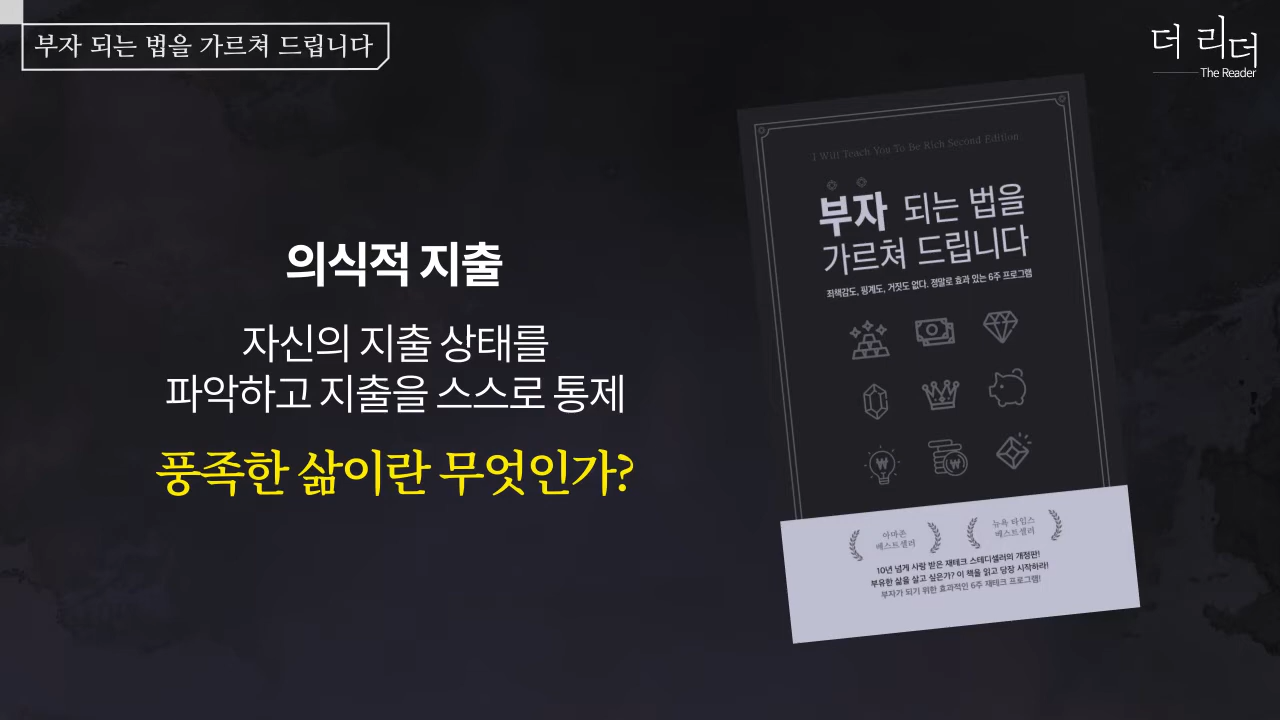 부자 되는 법을 가르쳐 드립니다
더 리더
The Reader
의식적 지출
자신의 지출 상태를
파악하고 지출을 스스로 통제
풍족한 삶이란 무엇인가?
I Will Teach You To Be Rich Second Edition
부자 되는 법을
가르쳐 드립니다
죄책감도, 핑계도, 거짓도 없다. 정말로 효과 있는 6주 프로그램
아마존
베스트셀러
뉴욕 타임스
베스트셀러
10년 넘게 사랑 받은 재테크 스테디셀러의 개정판!
부유한 삶을 살고 싶은가? 이 책을 읽고 당장 시작하라!
부자가 되기 위한 효과적인 6주 재테크 프로그램!